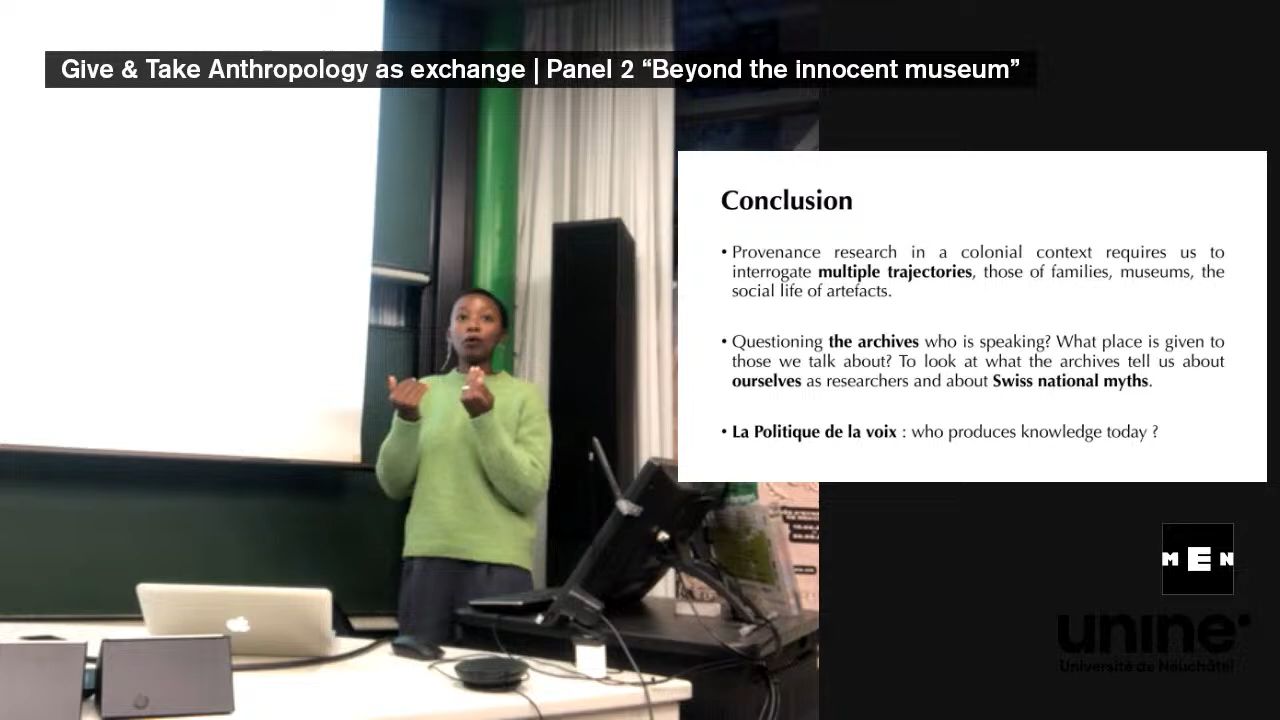 Give & Take Anthropology as exchange | Panel 2 “Beyond the innocent museum”
Conclusion
• Provenance research in a colonial context requires us to
interrogate multiple trajectories, those of families, museums, the
social life of artefacts.
• Questioning the archives who is speaking? What place is given to
those we talk about? To look at what the archives tell us about
ourselves as researchers and about Swiss national myths.
• La Politique de la voix : who produces knowledge today ?
MEN
unine
Université de Neuchâtel